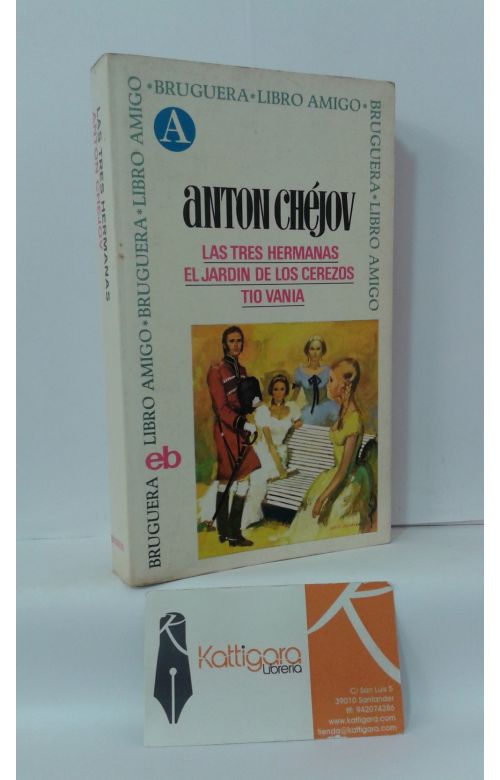 LAS TRES HERMANAS
ANTON CHÉJOV
BRUGUERA • LIBRO AMIGO • BRUGUERA • LIBRO AMIGO
• BRUGUERA • LIBRO AMIGO
BRUGUERA • LIBRO AMIGO
A
ANTON CHÉJOV
LAS TRES HERMANAS
EL JARDIN DE LOS CEREZOS
TIO VANIA
eb
K
Kattigara
Librería
C/ San Luis 5
39010 Santander
tlf: 942074286
www.kattigara.com
tienda@kattigara.com